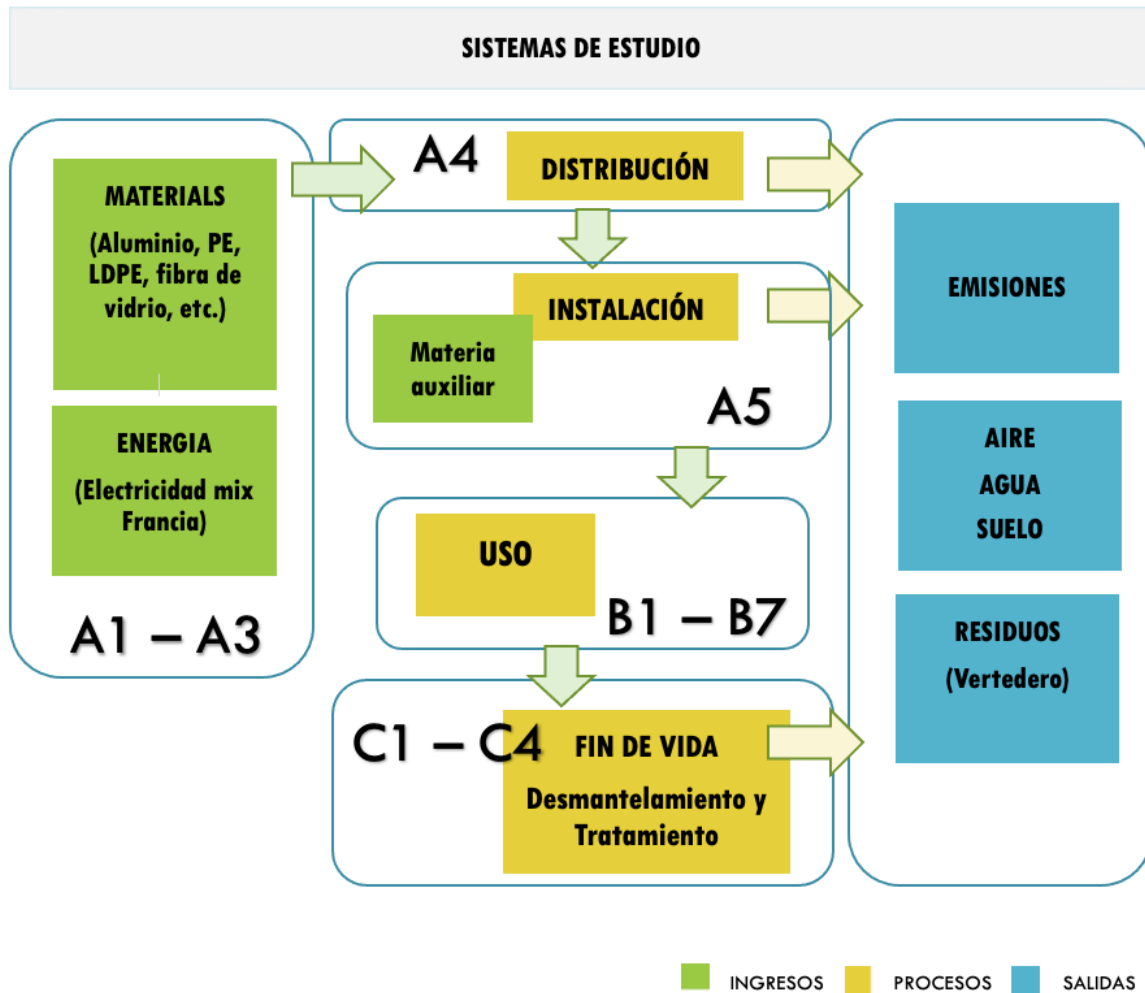 SISTEMAS DE ESTUDIO
MATERIALS
(Aluminio, PE,
LDPE, fibra de
vidrio, etc.)
ENERGIA
(Electricidad mix
Francia)
A1 – A3
A4
DISTRIBUCIÓN
INSTALACIÓN
Materia
auxiliar
A5
USO
B1 – B7
C1 – C4
FIN DE VIDA
Desmantelamiento y
Tratamiento
EMISIONES
AIRE
AGUA
SUELO
RESIDUOS
(Vertedero)
INGRESOS
PROCESOS
SALIDAS